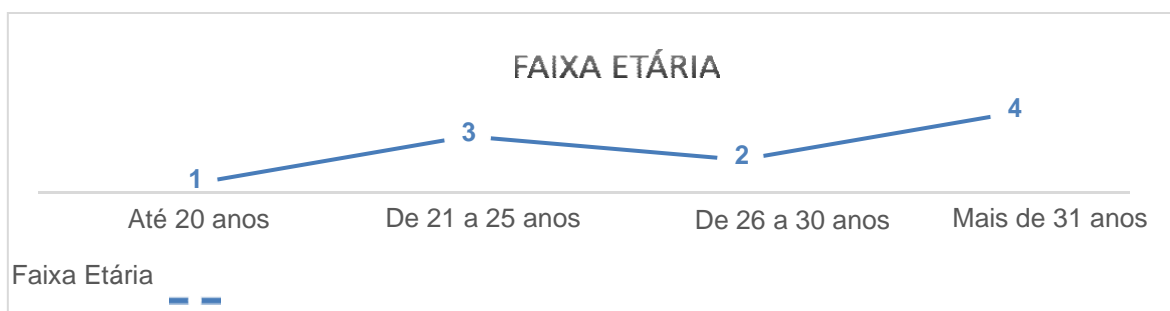 FAIXA ETÁRIA
4
3
2
1
Até 20 anos De 21 a 25 anos De 26 a 30 anos Mais de 31 anos
Faixa Etária